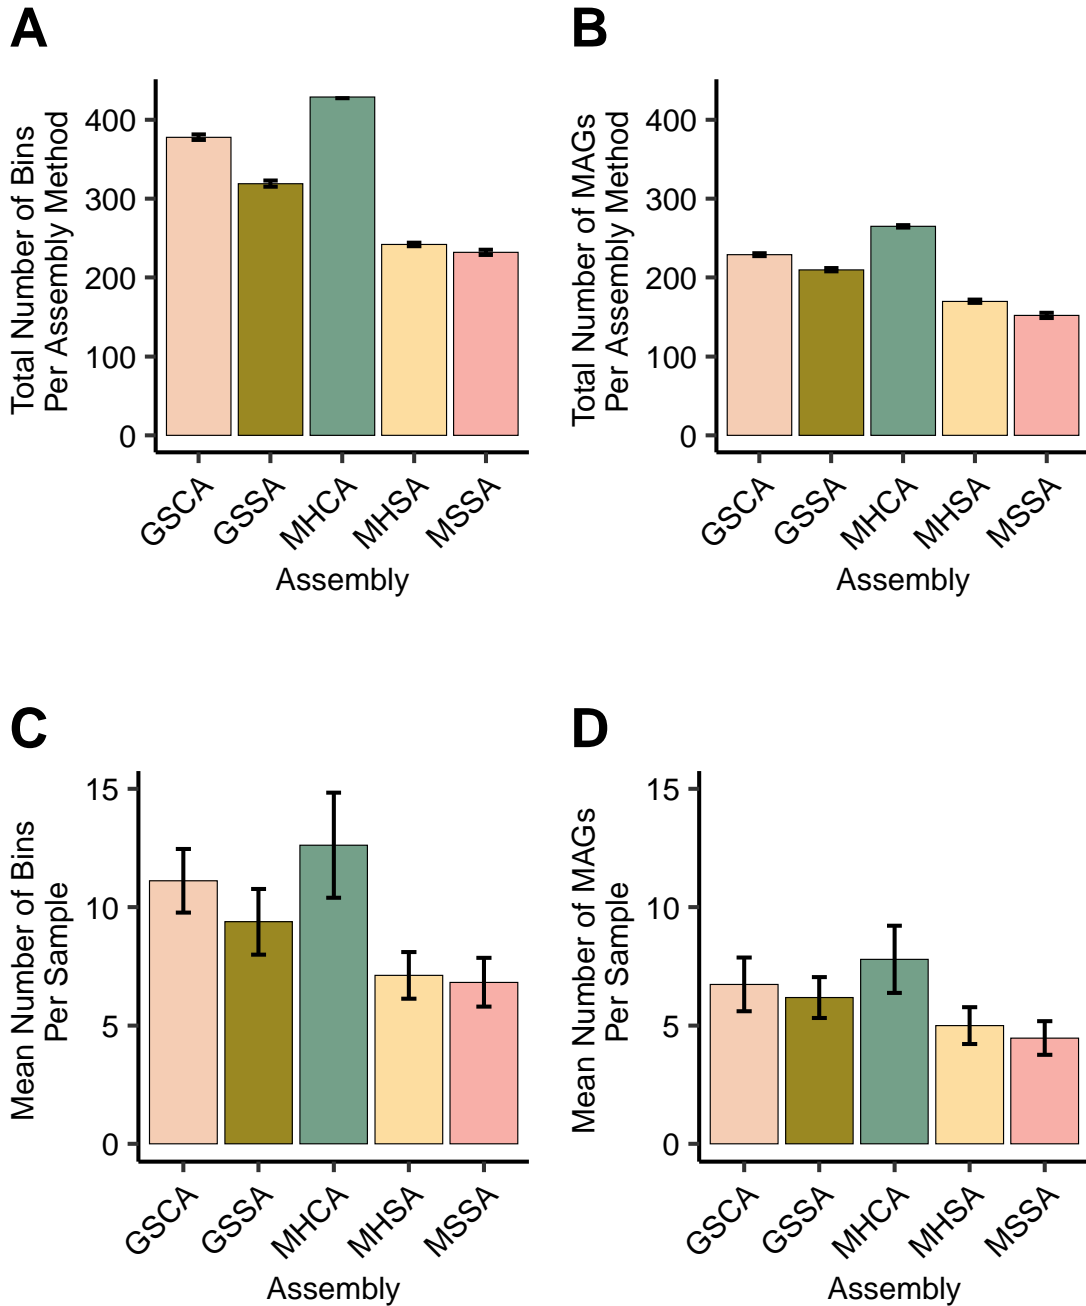 A
Total Number of Bins
Per Assembly Method
400
300
200
100
0
GSCA
GSSA
MHCA
MHSA
MSSA
Assembly
B
Total Number of MAGs
Per Assembly Method
400
300
200
100
0
GSCA
GSSA
MHCA
MHSA
MSSA
Assembly
C
Mean Number of Bins
Per Sample
15
10
5
0
GSCA
GSSA
MHCA
MHSA
MSSA
Assembly
D
Mean Number of MAGs
Per Sample
15
10
5
0
GSCA
GSSA
MHCA
MHSA
MSSA
Assembly